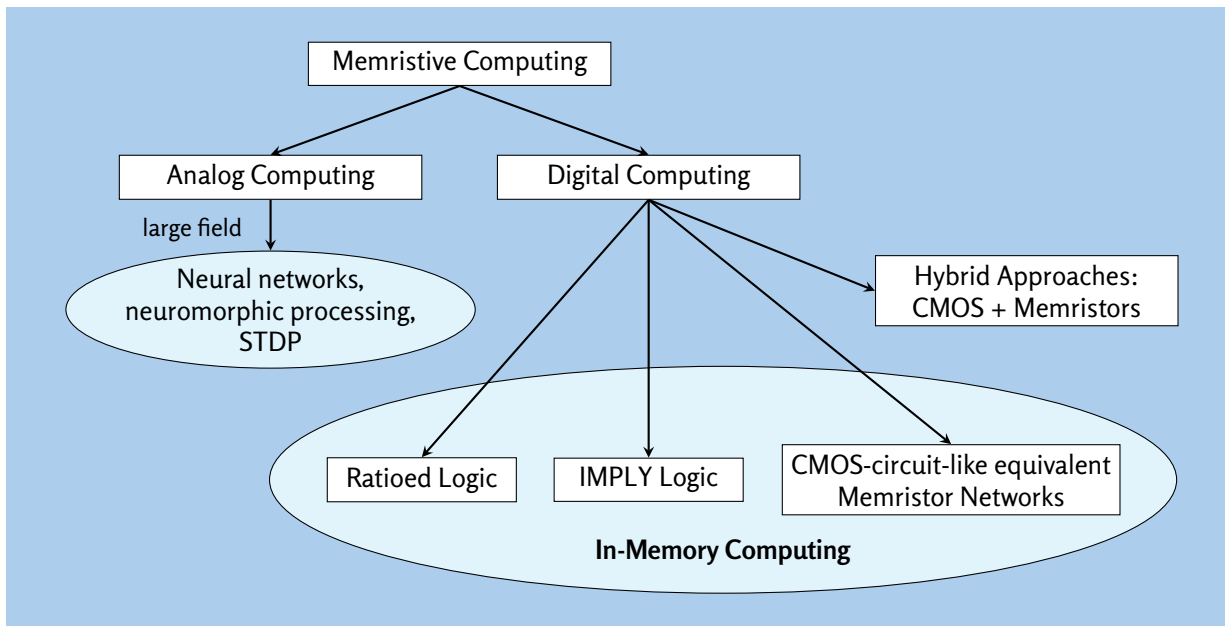 Memristive Computing
Analog Computing
Digital Computing
large field
Neural networks,
neuromorphic processing,
STDP
Hybrid Approaches:
CMOS + Memristors
Ratioed Logic
IMPLY Logic
CMOS-circuit-like equivalent
Memristor Networks
In-Memory Computing